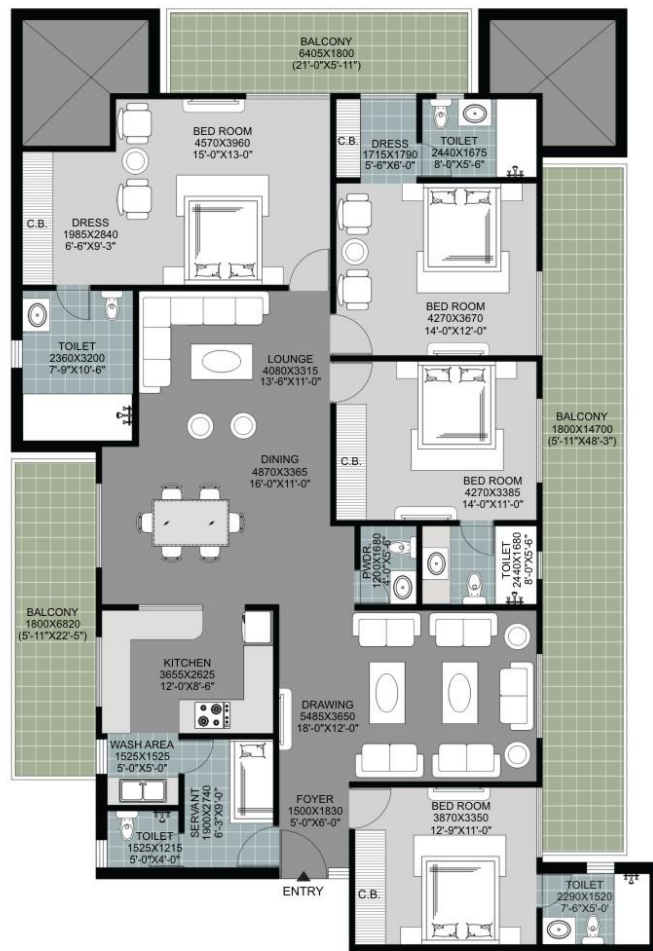 BALCONY
6405X1800
(21'-0"X5'-11")
BED ROOM
4570X3960
15'-0"X13'-0"
C.B.
DRESS
1715X1790
5'-6"X6'-0"
TOILET
2440X1675
8'-0"X5'-6"
C.B.
DRESS
1985X2840
6'-6"X9'-3"
BED ROOM
4270X3670
14'-0"X12'-0"
TOILET
2360X3200
7'-9"X10'-6"
LOUNGE
4080X3315
13'-6"X11'-0"
BALCONY
1800X14700
(5'-11"X48'-3")
DINING
4870X3365
16'-0"X11'-0"
C.B.
BED ROOM
4270X3385
14'-0"X11'-0"
PWDR.
1200X1680
4'-0"X5'-6"
TOILET
2440X1680
8'-0"X5'-6"
BALCONY
1800X6820
(5'-11"X22'-5")
KITCHEN
3655X2625
12'-0"X8'-6"
DRAWING
5485X3650
18'-0"X12'-0"
WASH AREA
1525X1525
5'-0"X5'-0"
SERVANT
1900X2740
6'-3"X9'-0"
FOYER
1500X1830
5'-0"X6'-0"
BED ROOM
3870X3350
12'-9"X11'-0"
TOILET
1525X1215
5'-0"X4'-0"
ENTRY
C.B.
TOILET
2290X1520
7'-6"X5'-0'